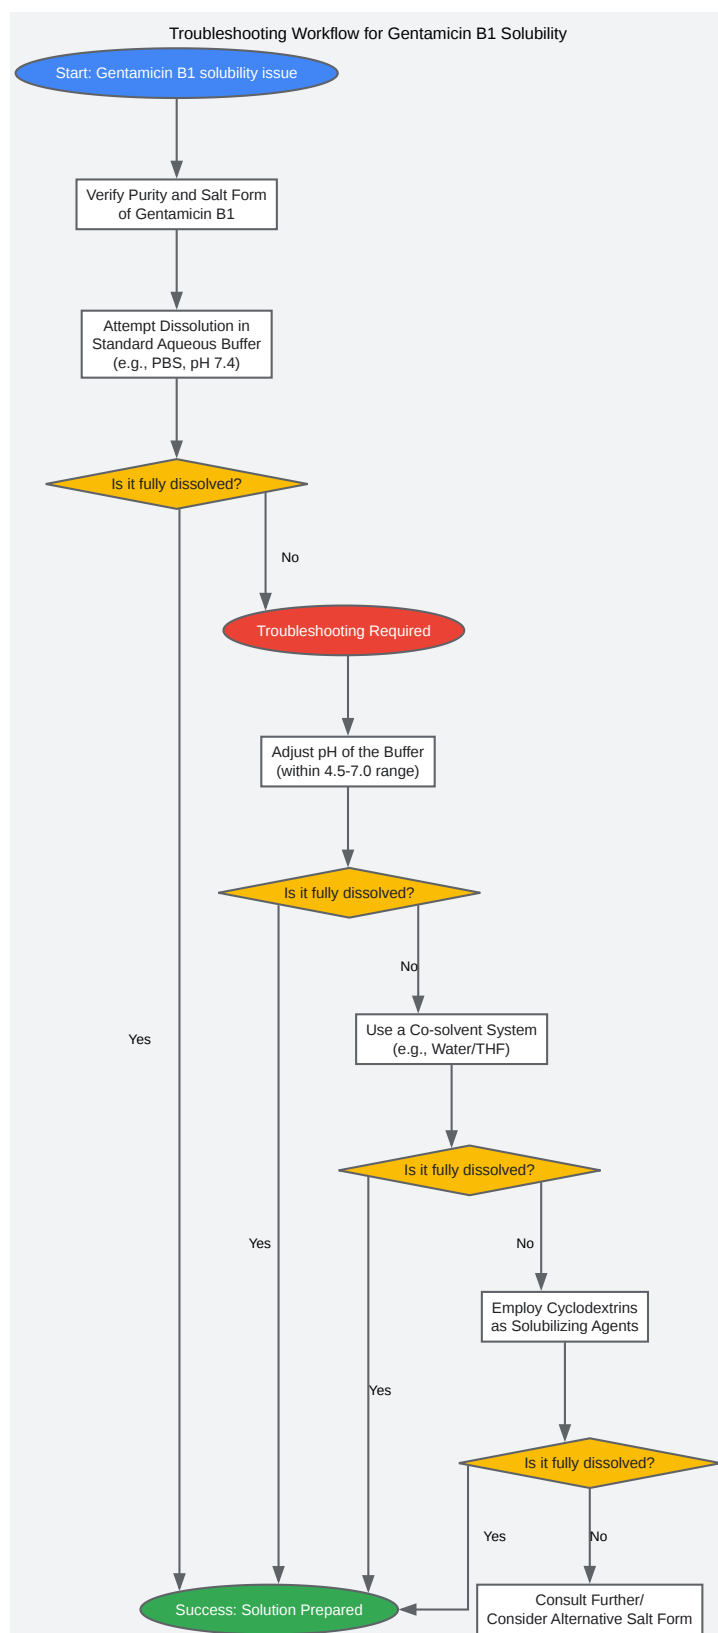 Troubleshooting Workflow for Gentamicin B1 Solubility
Start: Gentamicin B1 solubility issue
Verify Purity and Salt Form
of Gentamicin B1
Attempt Dissolution in
Standard Aqueous Buffer
(e.g., PBS, pH 7.4)
Is it fully dissolved?
No
Troubleshooting Required
Adjust pH of the Buffer
(within 4.5-7.0 range)
Is it fully dissolved?
No
Use a Co-solvent System
(e.g., Water/THF)
Yes
Is it fully dissolved?
Yes
No
Employ Cyclodextrins
as Solubilizing Agents
Yes
Is it fully dissolved?
Yes
No
Consult Further/
Consider Alternative Salt Form
Success: Solution Prepared